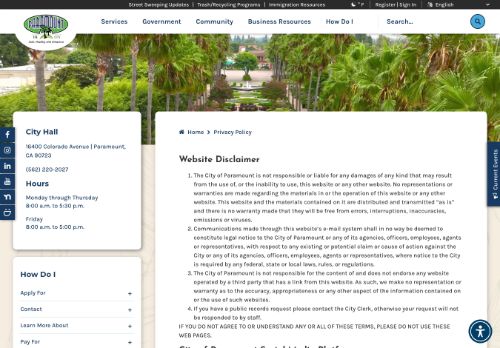 Street Sweeping Updates | Trash/Recycling Programs | Immigration Resources
°F | Register | Sign In
English
PARAMOUNT
Services Government Community Business Resources How Do I
Search...
City Hall
16400 Colorado Avenue | Paramount,
CA 90723
(562) 220-2027
Hours
Monday through Thursday
8:00 a.m. to 5:30 p.m.
Friday
8:00 a.m. to 5:00 p.m.
How Do I
Apply For +
Contact +
Learn More About +
Pay For +
Home > Privacy Policy
Website Disclaimer
1. The City of Paramount is not responsible or liable for any damages of any kind that may result
from the use of, or the inability to use, this website or any other website. No representations or
warranties are made regarding the materials in or the operation of this website or any other
website. This website and the materials contained on it are distributed and transmitted "as is"
and there is no warranty made that they will be free from errors, interruptions, inaccuracies,
omissions, or viruses.
2. Communications made through this website's e-mail system shall in no way be deemed to
constitute legal notice to the City of Paramount or any of its agencies, officers, employees, agents
or representatives, with respect to any existing or potential claim or cause of action against the
City or any of its agencies, officers, employees, agents or representatives, where notice to the City
is required by any federal, state or local laws, rules, or regulations.
3. The City of Paramount is not responsible for the content of and does not endorse any website
operated by a third party that has a link from this website. As such, we make no representation or
warranty as to the accuracy, appropriateness or any other aspect of the information contained on
or the use of such websites.
4. If you have a public records request please contact the City Clerk, otherwise your request will not
be responded to by staff.
IF YOU DO NOT AGREE TO OR UNDERSTAND ANY OR ALL OF THESE TERMS, PLEASE DO NOT USE THESE
WEB PAGES.
Current Events